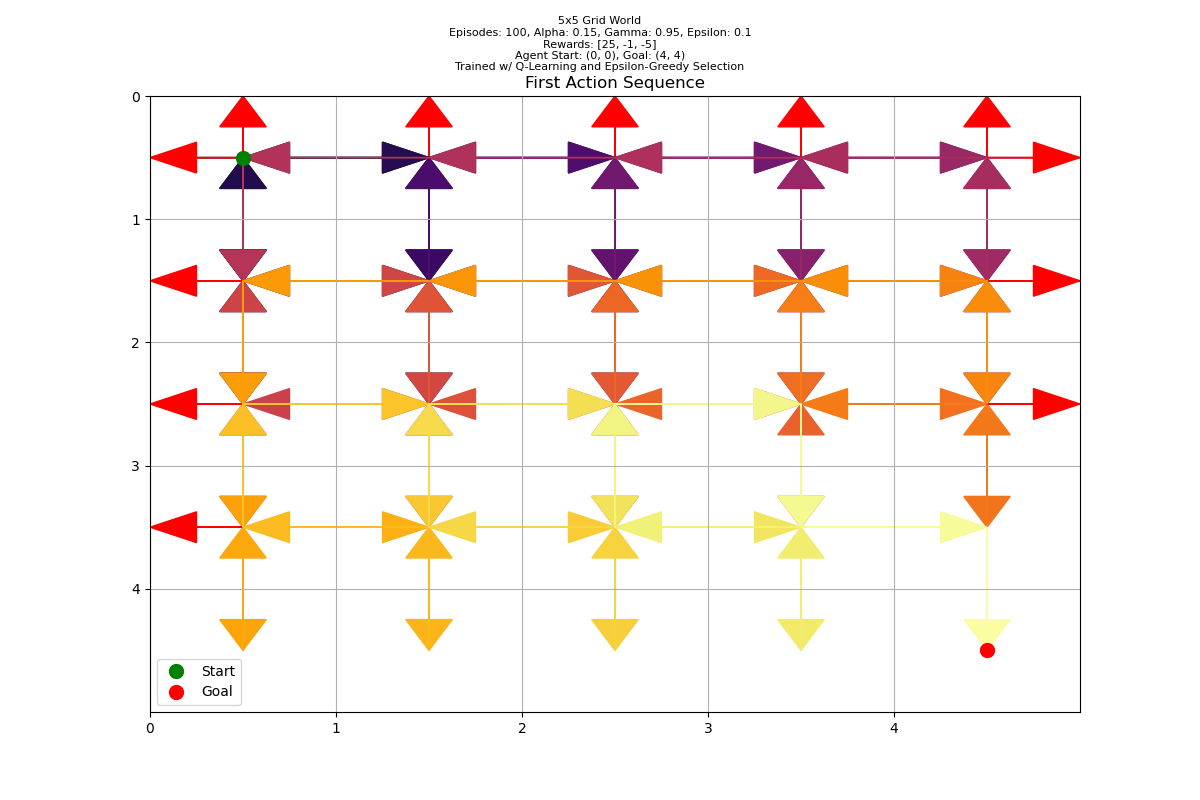 5x5 Grid World
Episodes: 100, Alpha: 0.15, Gamma: 0.95, Epsilon: 0.1
Rewards: [25, -1, -5]
Agent Start: (0, 0), Goal: (4, 4)
Trained w/ Q-Learning and Epsilon-Greedy Selection
First Action Sequence
0
1
2
3
4
Start
Goal
0 1 2 3 4